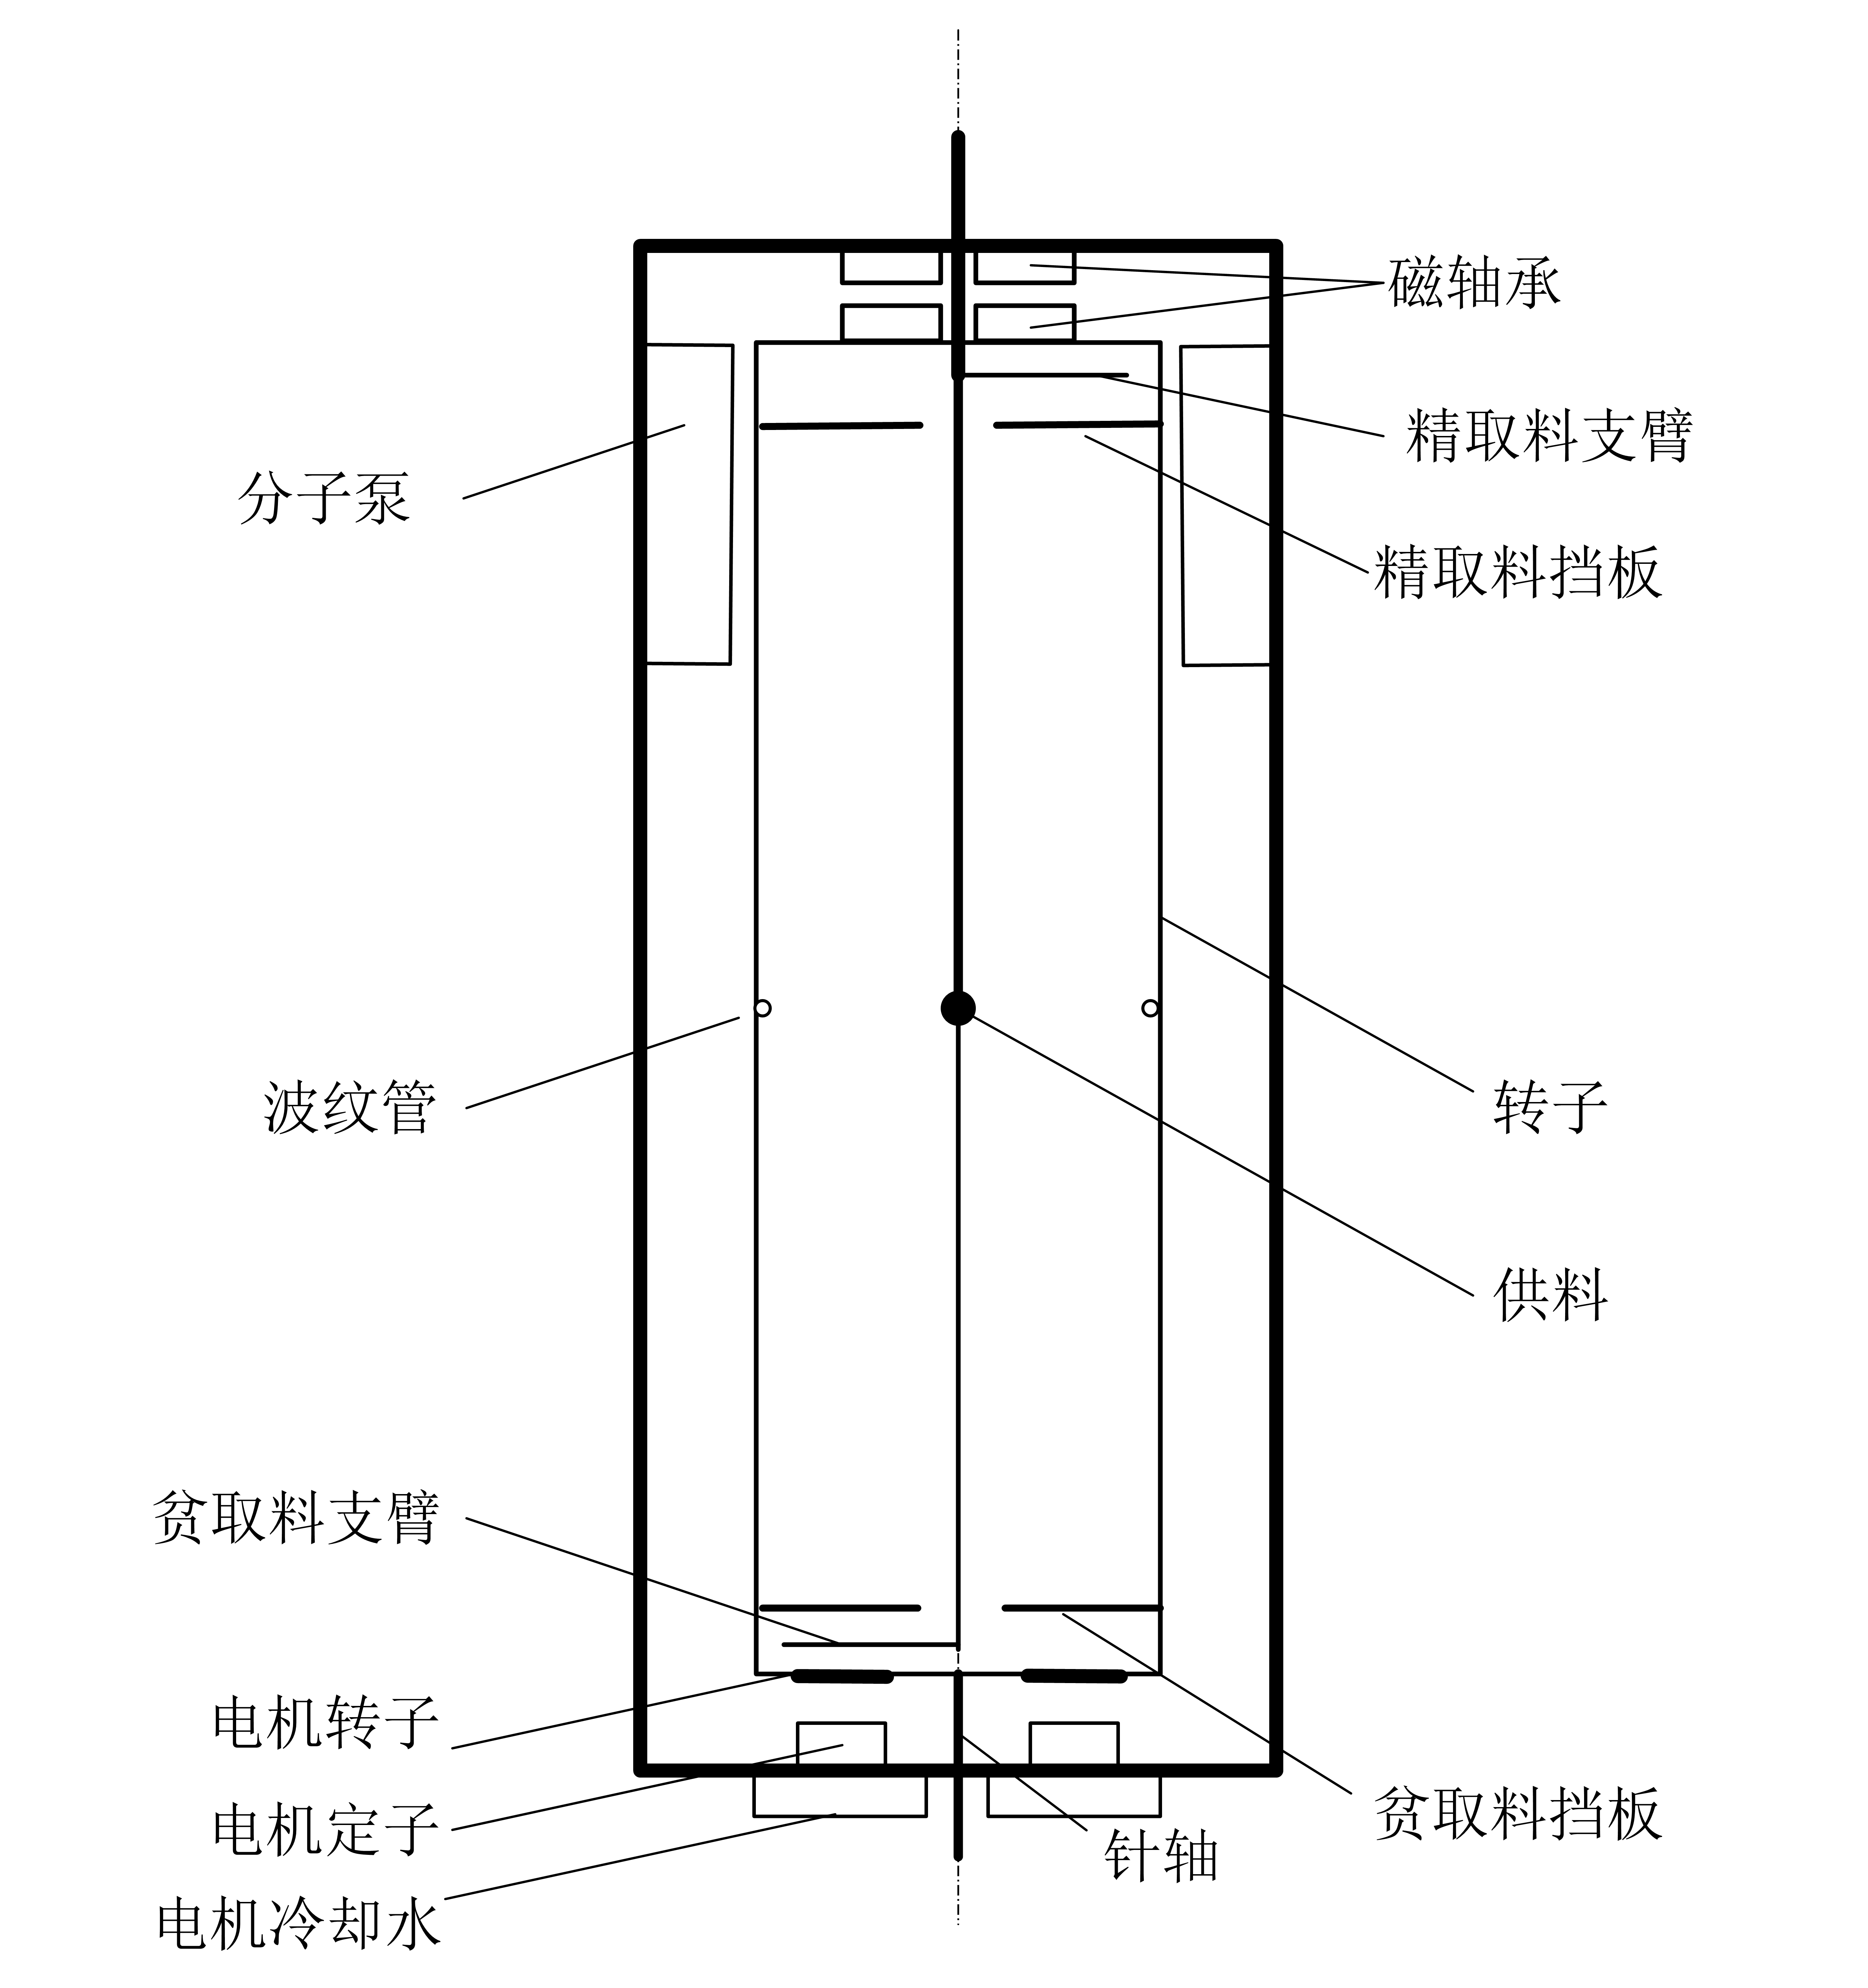 磁轴承
精取料支臂
分子泵
精取料挡板
波纹管
转子
供料
贫取料支臂
电机转子
贫取料挡板
电机定子
针轴
电机冷却水